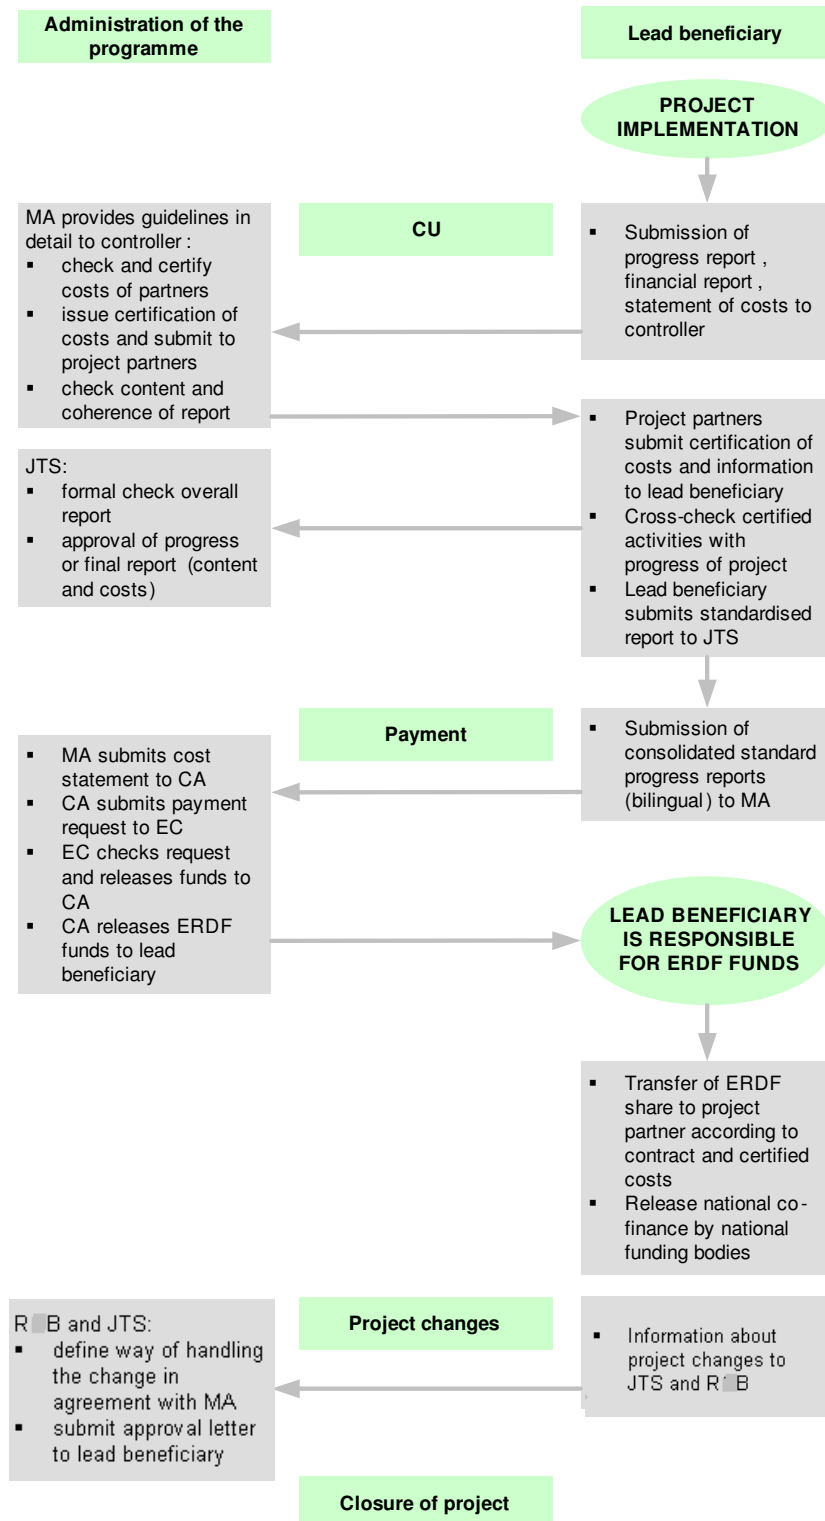 Administration of the
programme
Lead beneficiary
PROJECT
IMPLEMENTATION
MA provides guidelines in
detail to controller :
▪ check and certify
costs of partners
▪ issue certification of
costs and submit to
project partners
▪ check content and
coherence of report
CU
▪ Submission of
progress report ,
financial report ,
statement of costs to
controller
▪ Project partners
submit certification of
costs and information
to lead beneficiary
▪ Cross-check certified
activities with
progress of project
▪ Lead beneficiary
submits standardised
report to JTS
JTS:
▪ formal check overall
report
▪ approval of progress
or final report (content
and costs)
Payment
▪ Submission of
consolidated standard
progress reports
(bilingual) to MA
▪ MA submits cost
statement to CA
▪ CA submits payment
request to EC
▪ EC checks request
and releases funds to
CA
▪ CA releases ERDF
funds to lead
beneficiary
LEAD BENEFICIARY
IS RESPONSIBLE
FOR ERDF FUNDS
▪ Transfer of ERDF
share to project
partner according to
contract and certified
costs
▪ Release national co-
finance by national
funding bodies
Project changes
and JTS:
▪ define way of handling
the change in
agreement with MA
▪ submit approval letter
to lead beneficiary
▪ Information about
project changes to
JTS and
Closure of project